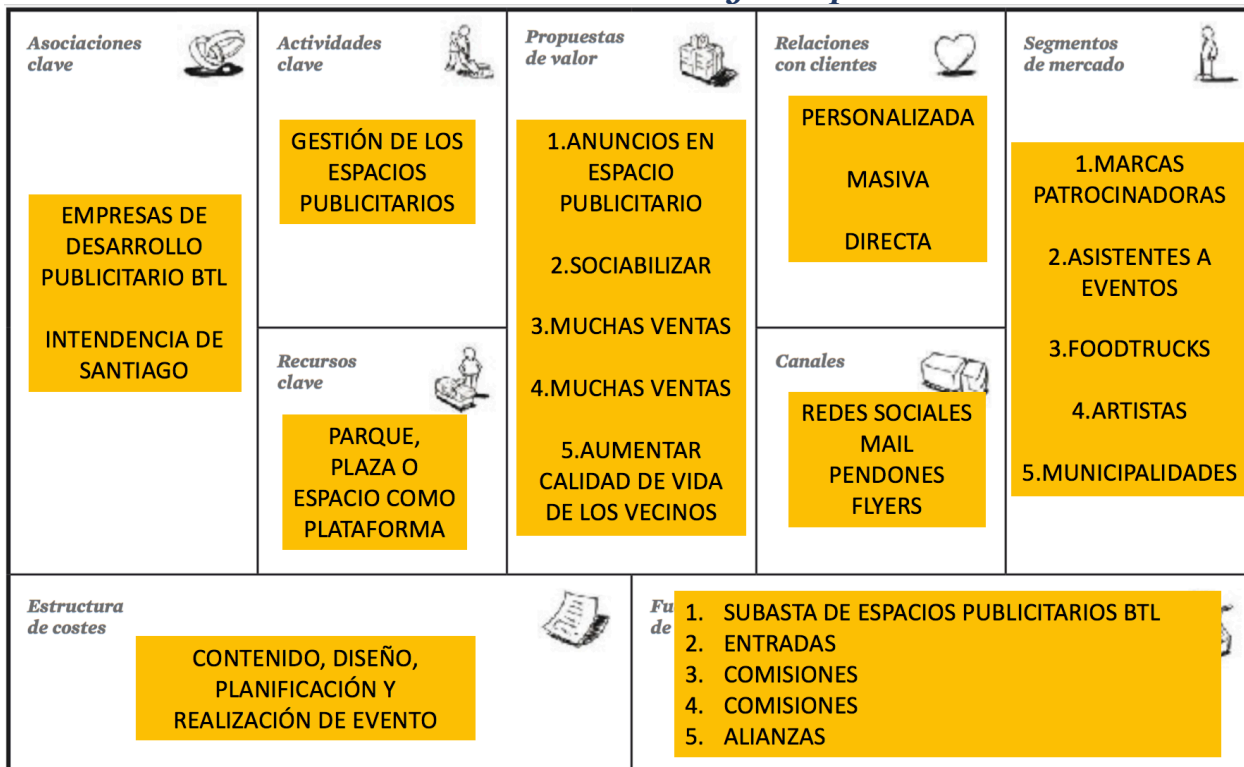 Asociaciones
clave
EMPRESAS DE
DESARROLLO
PUBLICITARIO BTL
INTENDENCIA DE
SANTIAGO
Actividades
clave
GESTIÓN DE LOS
ESPACIOS
PUBLICITARIOS
Recursos
clave
PARQUE,
PLAZA O
ESPACIO COMO
PLATAFORMA
Propuestas
de valor
1.ANUNCIOS EN
ESPACIO
PUBLICITARIO
2.SOCIABILIZAR
3.MUCHAS VENTAS
4.MUCHAS VENTAS
5.AUMENTAR
CALIDAD DE VIDA
DE LOS VECINOS
Relaciones
con clientes
PERSONALIZADA
MASIVA
DIRECTA
Canales
REDES SOCIALES
MAIL
PENDONES
FLYERS
Segmentos
de mercado
1.MARCAS
PATROCINADORAS
2.ASISTENTES A
EVENTOS
3.FOODTRUCKS
4.ARTISTAS
5.MUNICIPALIDADES
Estructura
de costes
CONTENIDO, DISEÑO,
PLANIFICACIÓN Y
REALIZACIÓN DE EVENTO
Fu
de
1. SUBASTA DE ESPACIOS PUBLICITARIOS BTL
2. ENTRADAS
3. COMISIONES
4. COMISIONES
5. ALIANZAS